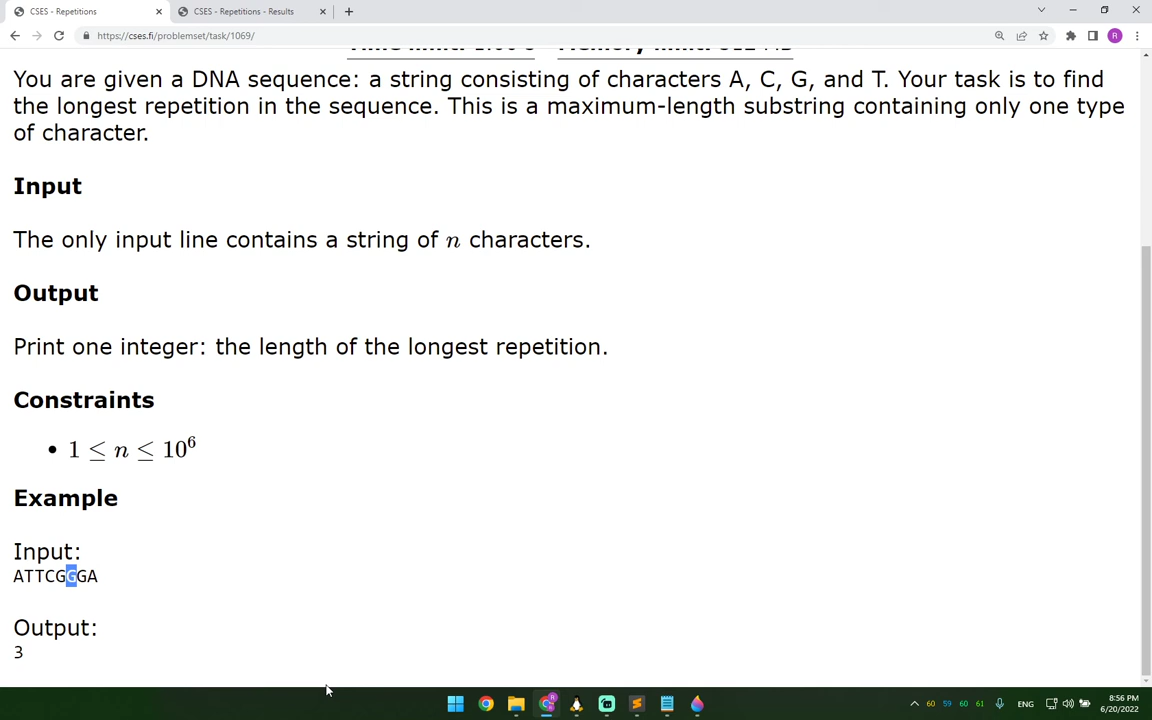 CSES - Repetitions
CSES - Repetitions - Results
https://cses.fi/problemset/task/1069/
R
You are given a DNA sequence: a string consisting of characters A, C, G, and T. Your task is to find
the longest repetition in the sequence. This is a maximum-length substring containing only one type
of character.
Input
The only input line contains a string of n characters.
Output
Print one integer: the length of the longest repetition.
Constraints
• 1 ≤ n ≤ 10⁶
Example
Input:
ATTCGGGA
Output:
3
60 59 60 61 ENG 8:56 PM
6/20/2022